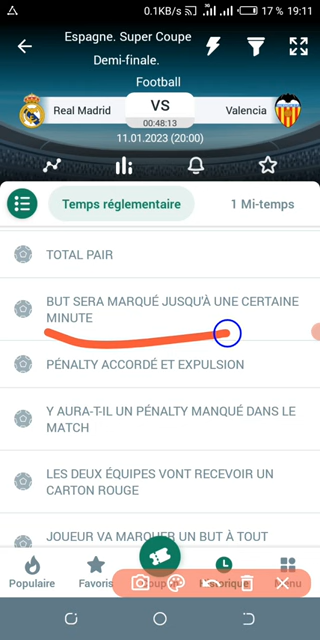 0.1KB/s 17 % 19:11
Espagne. Super Coupe
Demi-finale.
Football
Real Madrid VS Valencia
00:48:13
11.01.2023 (20:00)
Temps réglementaire 1 Mi-temps
TOTAL PAIR
BUT SERA MARQUÉ JUSQU'À UNE CERTAINE
MINUTE
PÉNALTY ACCORDÉ ET EXPULSION
Y AURA-T-IL UN PÉNALTY MANQUÉ DANS LE
MATCH
LES DEUX ÉQUIPES VONT RECEVOIR UN
CARTON ROUGE
JOUEUR VA MARQUER UN BUT À TOUT
Populaire Favoris Historique Menu